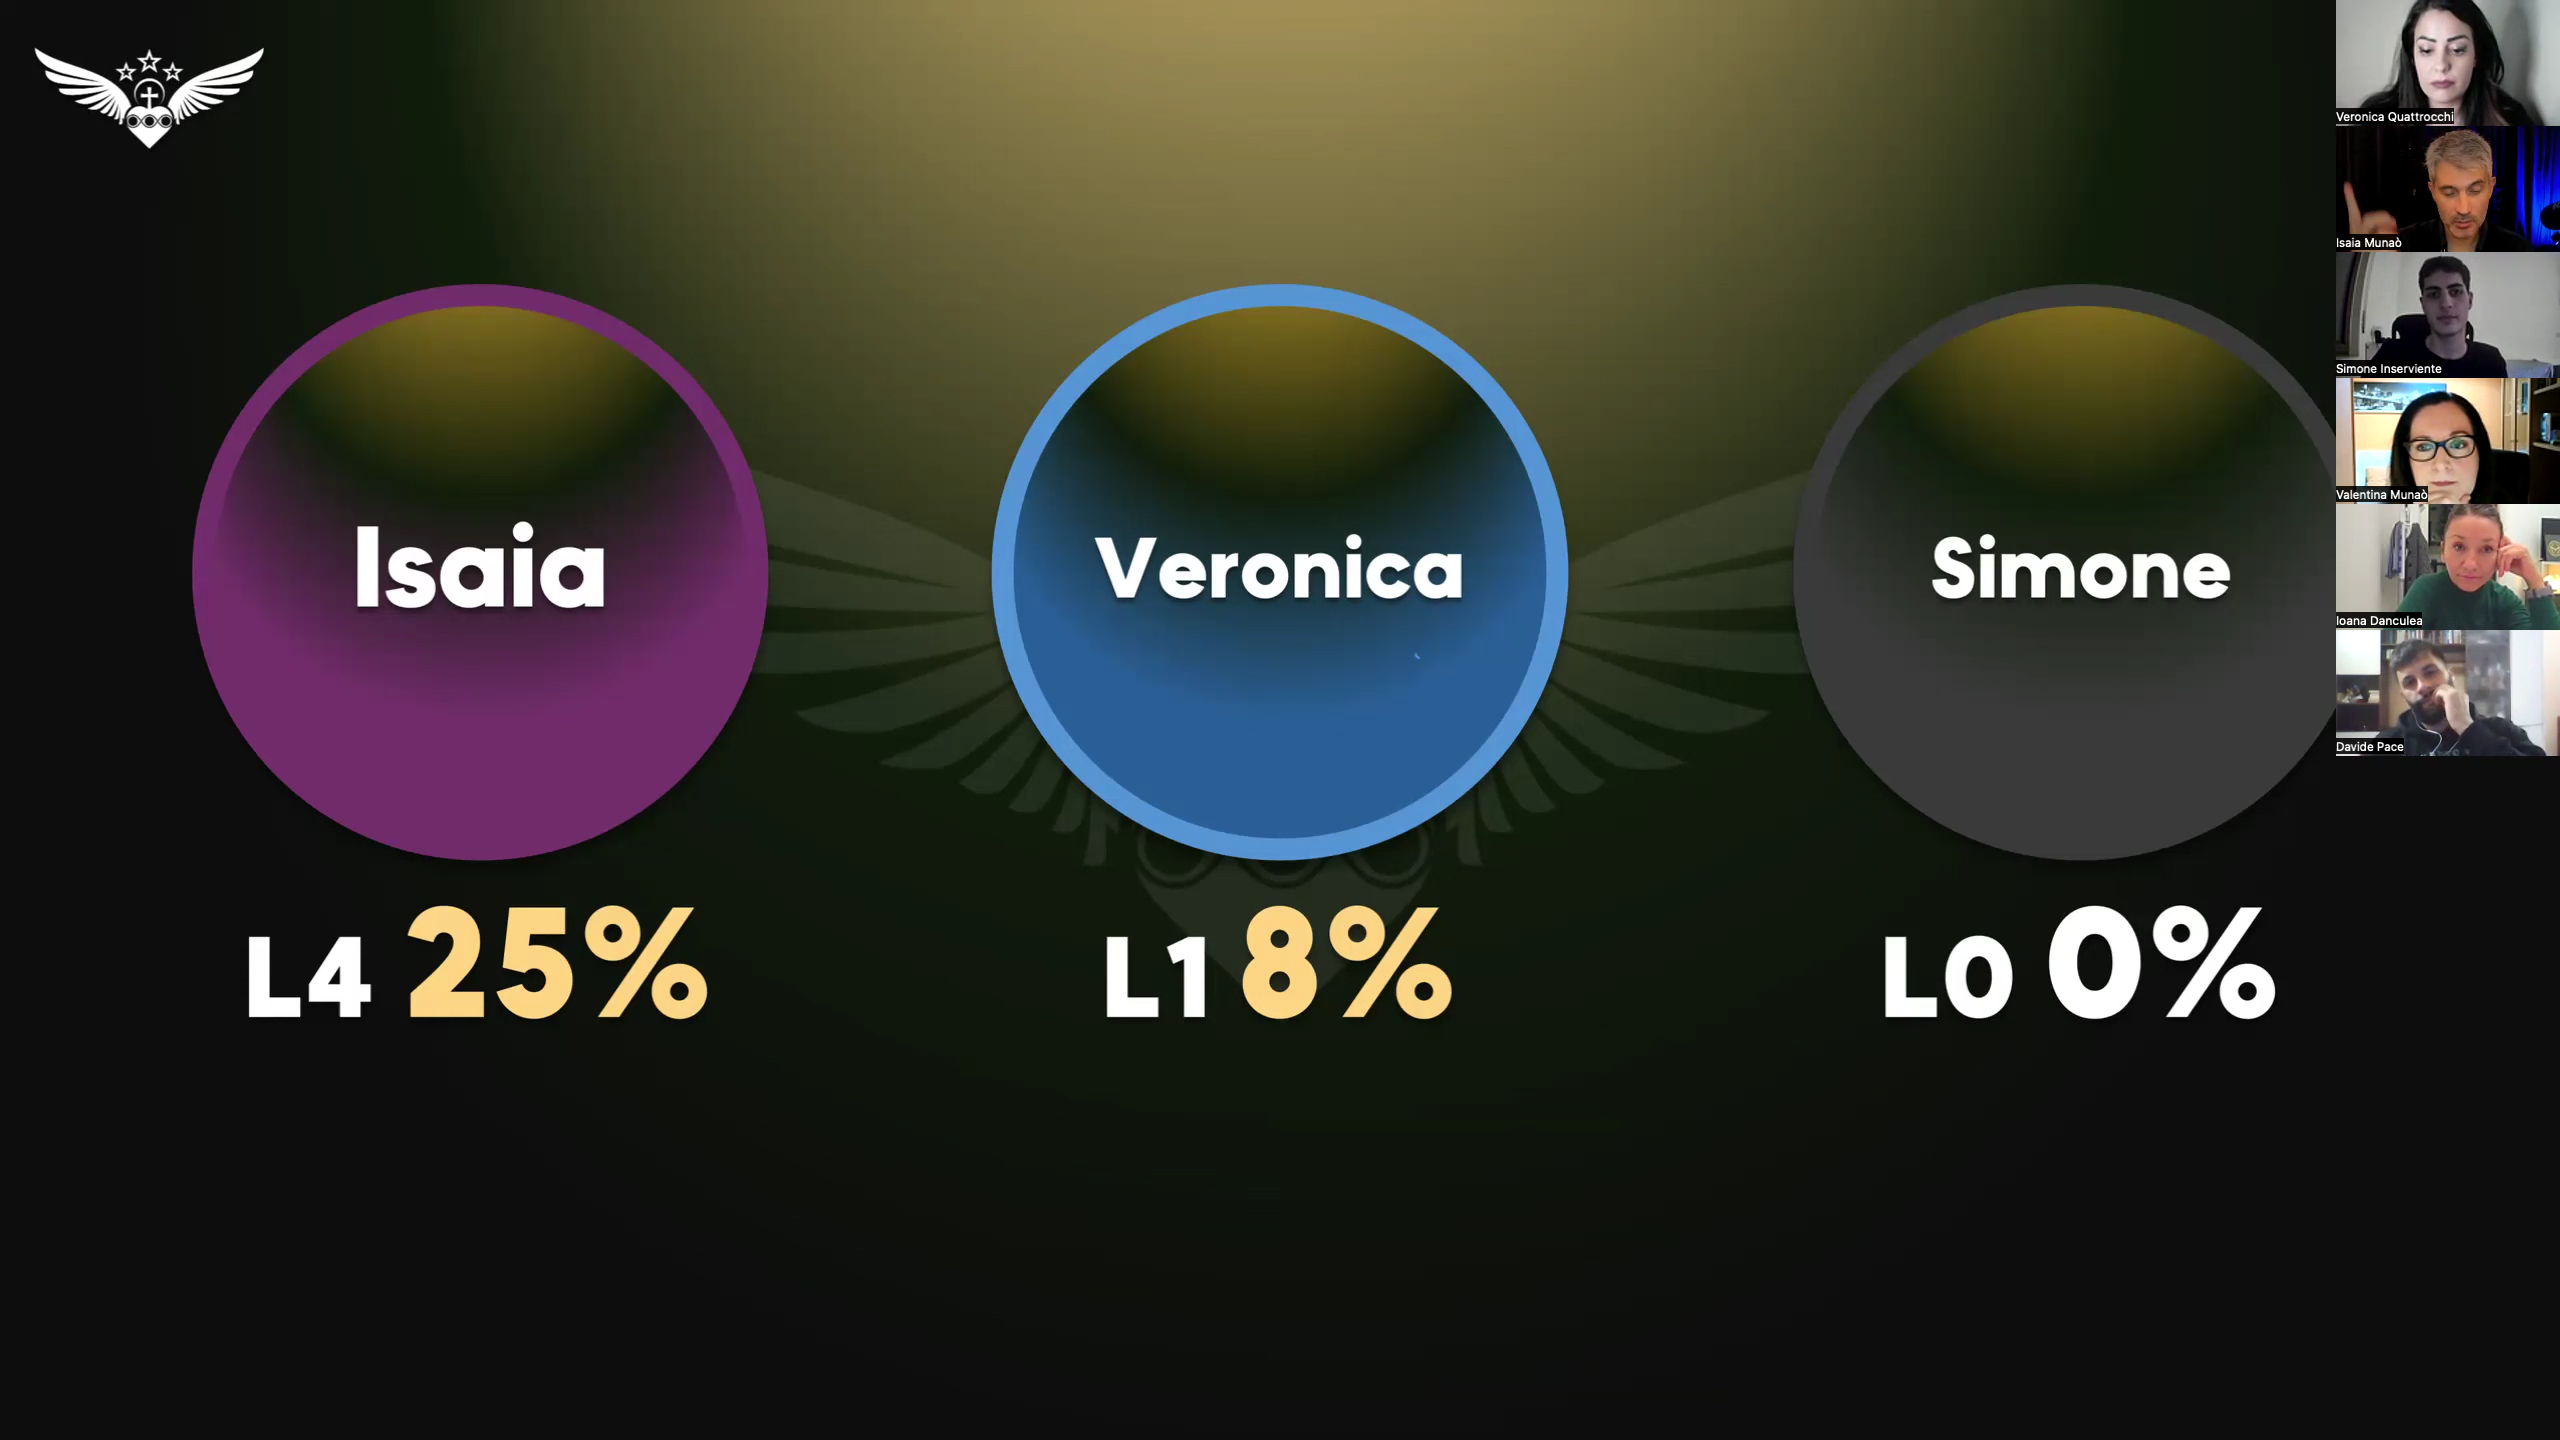 Isaia
Veronica
Simone
L4 25%
L1 8%
L0 0%
Veronica Quattrocchi
Isaia Munaò
Simone Inserviente
Valentina Munaò
Ioana Danculea
Davide Pace